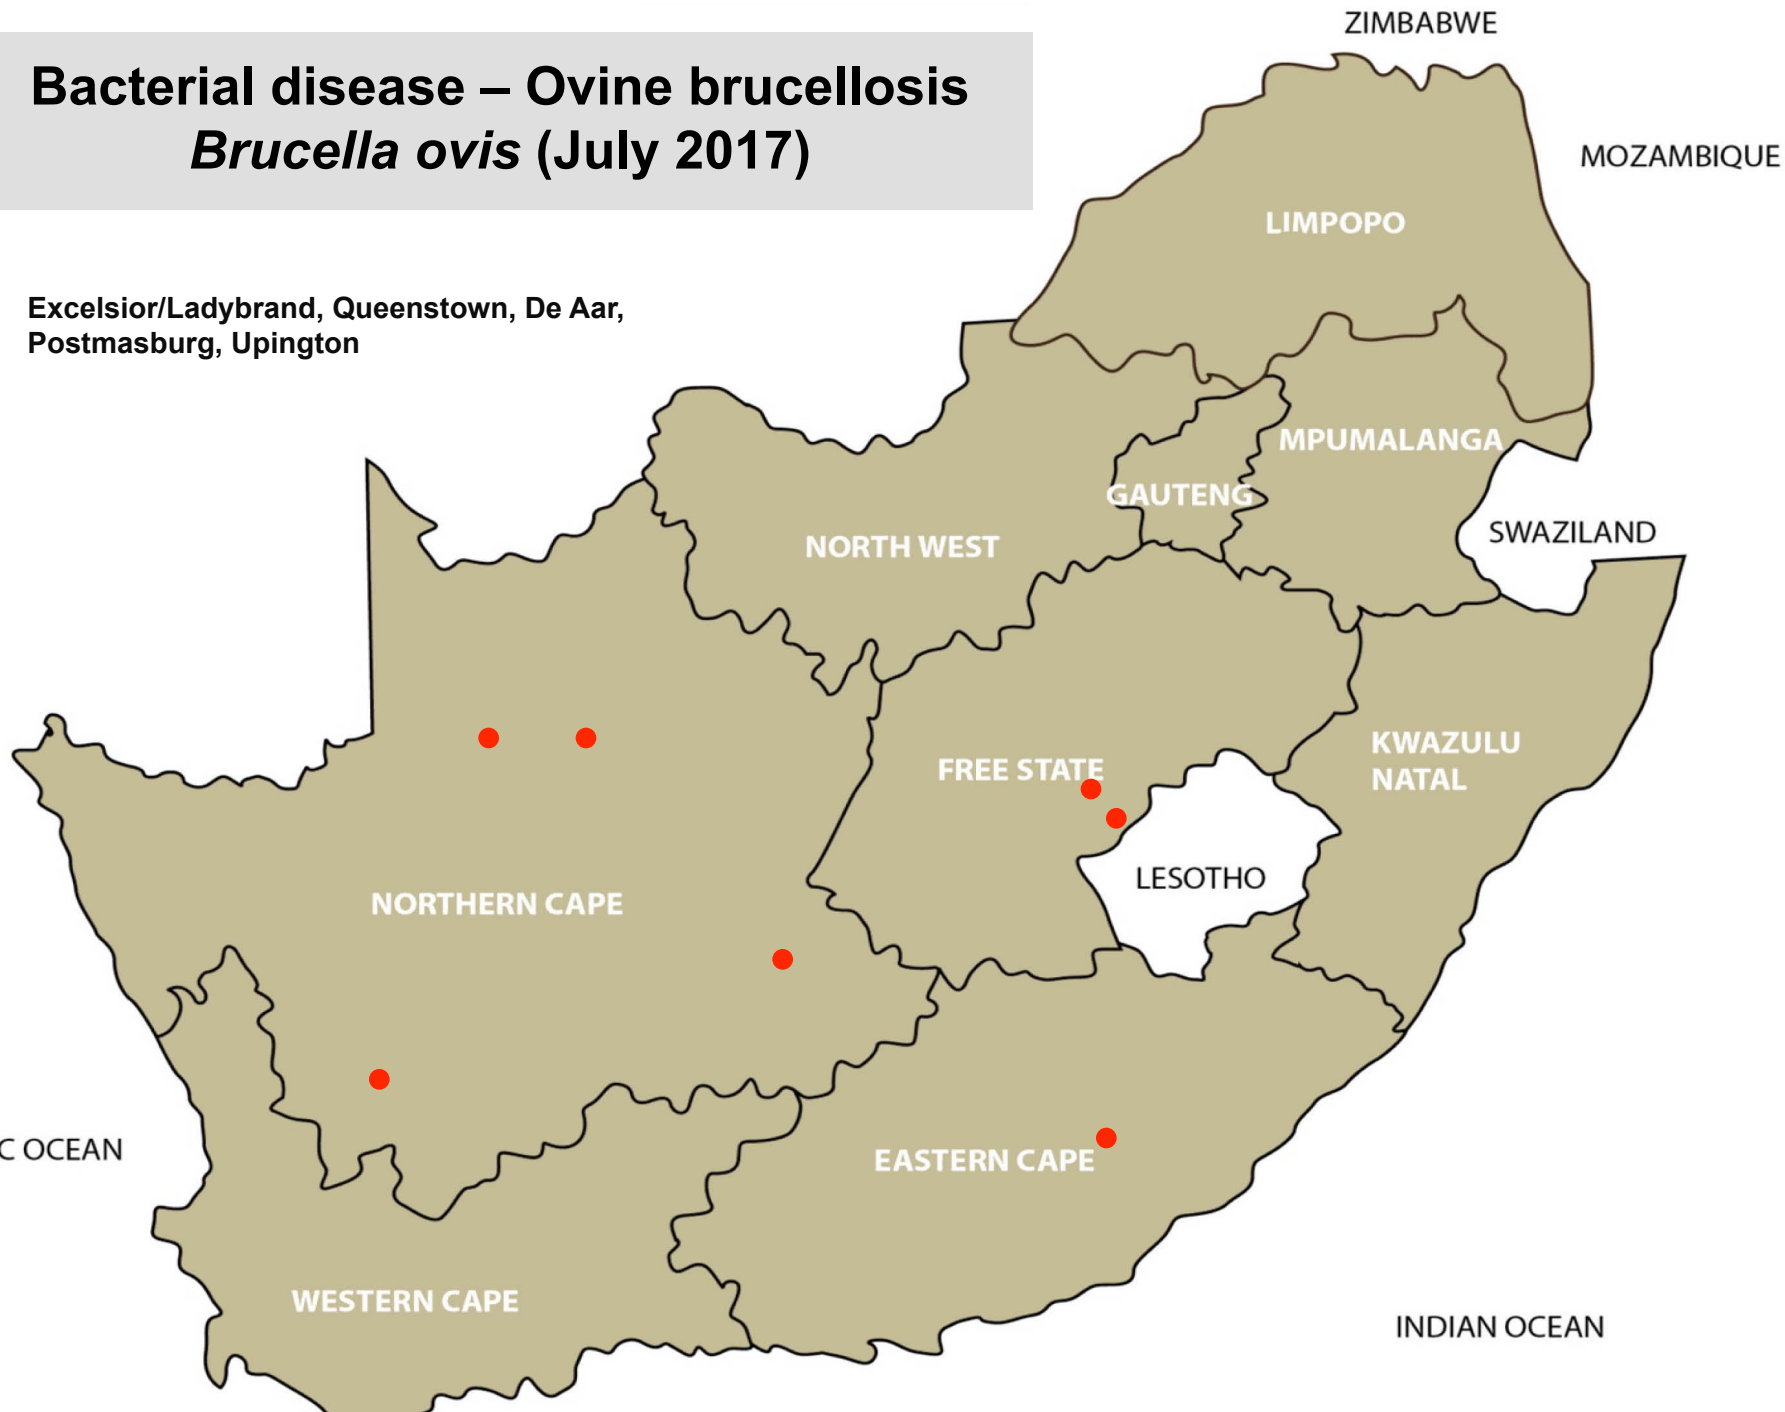 ZIMBABWE
Bacterial disease – Ovine brucellosis
Brucella ovis (July 2017)
MOZAMBIQUE
LIMPOPO
Excelsior/Ladybrand, Queenstown, De Aar,
Postmasburg, Upington
MPUMALANGA
GAUTENG
SWAZILAND
NORTH WEST
KWAZULU
NATAL
FREE STATE
LESOTHO
NORTHERN CAPE
C OCEAN
EASTERN CAPE
WESTERN CAPE
INDIAN OCEAN